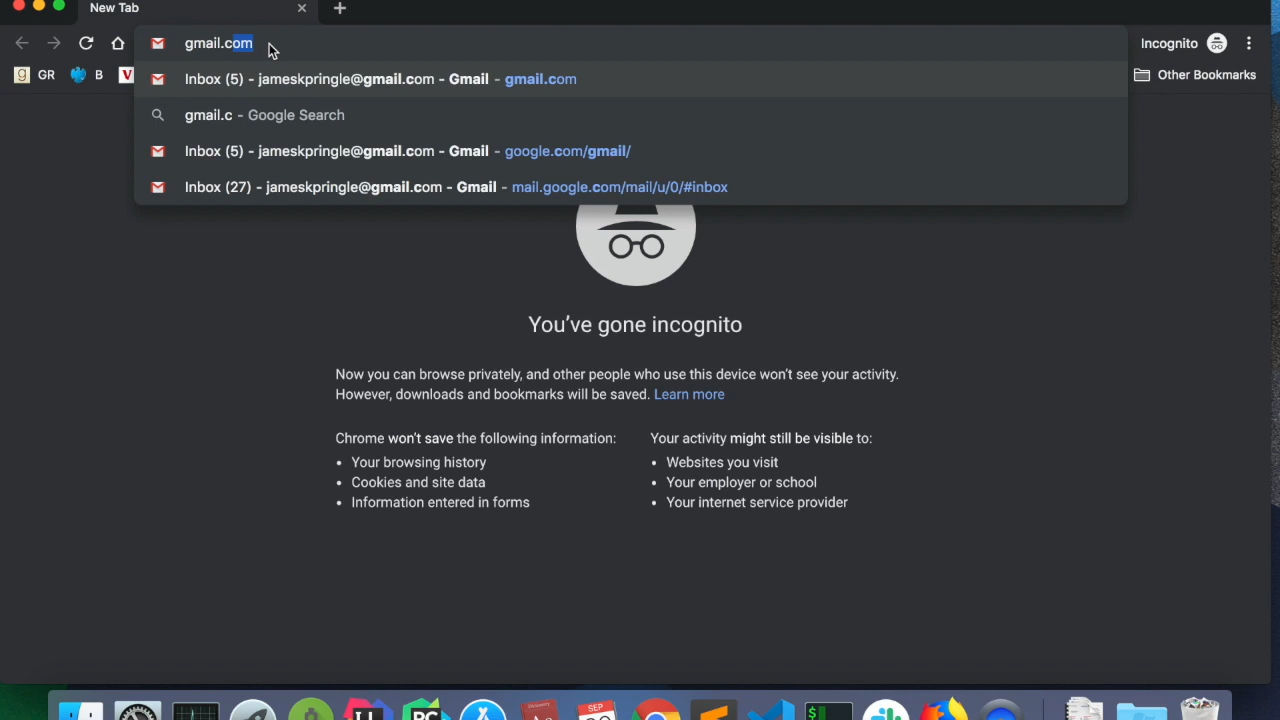 New Tab
gmail.com
Incognito
GR
B
Other Bookmarks
Inbox (5) - jameskpringle@gmail.com - Gmail - gmail.com
gmail.c - Google Search
Inbox (5) - jameskpringle@gmail.com - Gmail - google.com/gmail/
Inbox (27) - jameskpringle@gmail.com - Gmail - mail.google.com/mail/u/0/#inbox
You've gone incognito
Now you can browse privately, and other people who use this device won't see your activity.
However, downloads and bookmarks will be saved. Learn more
Chrome won't save the following information:
• Your browsing history
• Cookies and site data
• Information entered in forms
Your activity might still be visible to:
• Websites you visit
• Your employer or school
• Your internet service provider
SEP